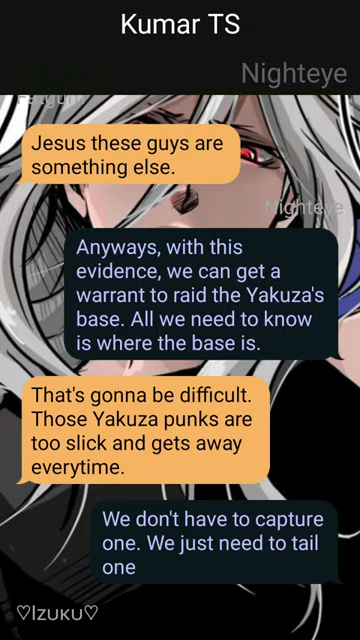 Kumar TS
Nighteye
Fatgum
Jesus these guys are
something else.
Nighteye
Anyways, with this
evidence, we can get a
warrant to raid the Yakuza's
base. All we need to know
is where the base is.
That's gonna be difficult.
Those Yakuza punks are
too slick and gets away
everytime.
We don't have to capture
one. We just need to tail
one
♡Izuku♡